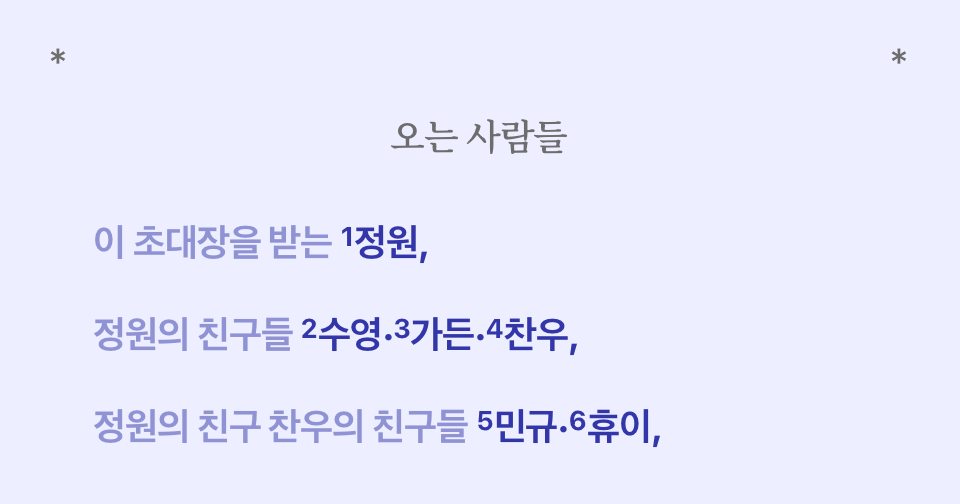 * *
오는 사람들
이 초대장을 받는 ¹정원,
정원의 친구들 ²수영·³가든·⁴찬우,
정원의 친구 찬우의 친구들 ⁵민규·⁶휴이,